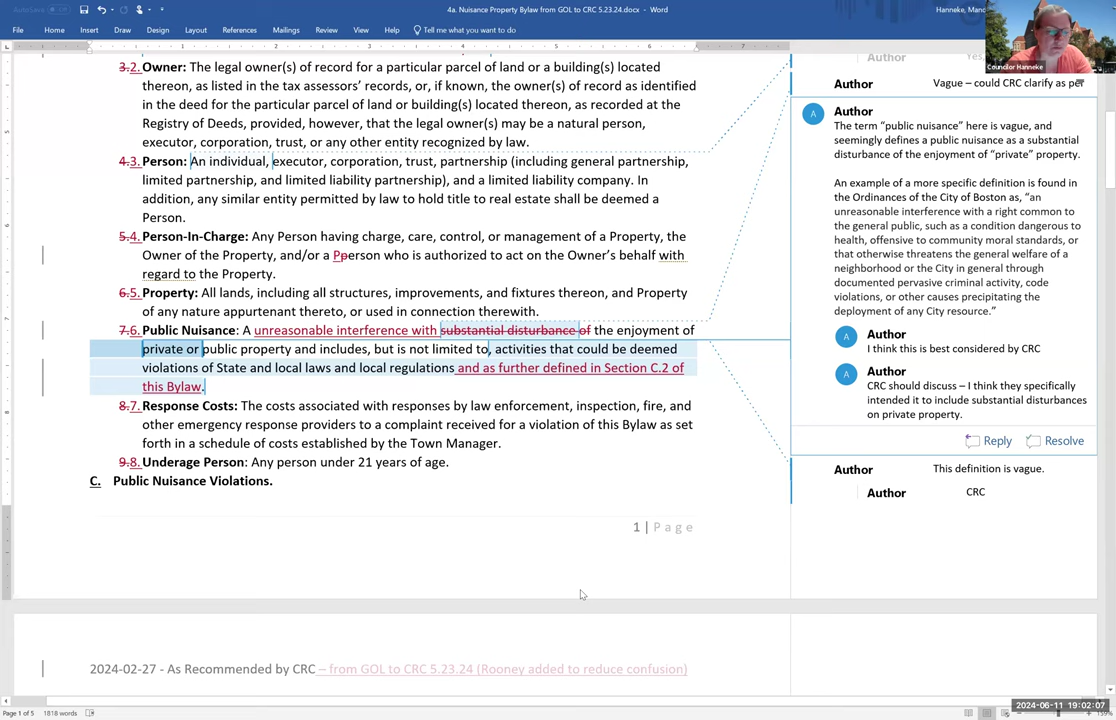 AutoSave Off
4a. Nuisance Property Bylaw from GOL to CRC 5.23.24.docx - Word
Hanneke,
File Home Insert Draw Design Layout References Mailings Review View Help Tell me what you want to do
Councilor Hanneke
3.2. Owner: The legal owner(s) of record for a particular parcel of land or a building(s) located
thereon, as listed in the tax assessors' records, or, if known, the owner(s) of record as identified
in the deed for the particular parcel of land or building(s) located thereon, as recorded at the
Registry of Deeds, provided, however, that the legal owner(s) may be a natural person,
executor, corporation, trust, or any other entity recognized by law.
4.3. Person: An individual, executor, corporation, trust, partnership (including general partnership,
limited partnership, and limited liability partnership), and a limited liability company. In
addition, any similar entity permitted by law to hold title to real estate shall be deemed a
Person.
5.4. Person-In-Charge: Any Person having charge, care, control, or management of a Property, the
Owner of the Property, and/or a Pperson who is authorized to act on the Owner's behalf with
regard to the Property.
6.5. Property: All lands, including all structures, improvements, and fixtures thereon, and Property
of any nature appurtenant thereto, or used in connection therewith.
7.6. Public Nuisance: A unreasonable interference with substantial disturbance of the enjoyment of
private or public property and includes, but is not limited to, activities that could be deemed
violations of State and local laws and local regulations and as further defined in Section C.2 of
this Bylaw.
8.7. Response Costs: The costs associated with responses by law enforcement, inspection, fire, and
other emergency response providers to a complaint received for a violation of this Bylaw as set
forth in a schedule of costs established by the Town Manager.
9.8. Underage Person: Any person under 21 years of age.
C. Public Nuisance Violations.
1 | Page
2024-02-27 - As Recommended by CRC – from GOL to CRC 5.23.24 (Rooney added to reduce confusion)
Author
Author Vague – could CRC clarify as per
A Author
The term "public nuisance" here is vague, and
seemingly defines a public nuisance as a substantial
disturbance of the enjoyment of "private" property.
An example of a more specific definition is found in
the Ordinances of the City of Boston as, "an
unreasonable interference with a right common to
the general public, such as a condition dangerous to
health, offensive to community moral standards, or
that otherwise threatens the general welfare of a
neighborhood or the City in general through
documented pervasive criminal activity, code
violations, or other causes precipitating the
deployment of any City resource."
A Author
I think this is best considered by CRC
A Author
CRC should discuss – I think they specifically
intended it to include substantial disturbances
on private property.
Reply Resolve
Author This definition is vague.
Author CRC
Page 1 of 5 1818 words
2024-06-11 19:02:07